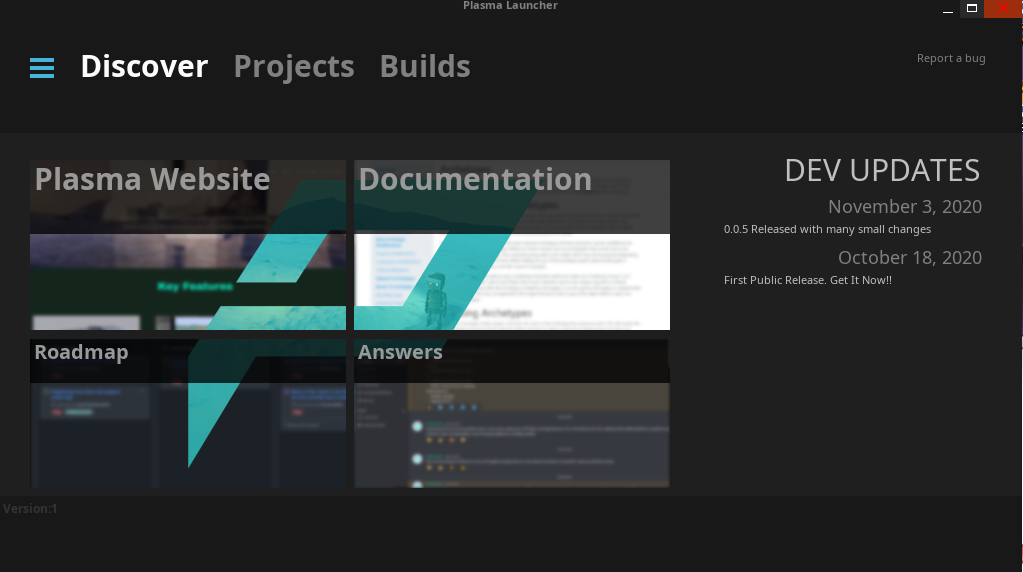 Plasma Launcher
Discover Projects Builds
Report a bug
Plasma Website
Documentation
Key Features
Roadmap
Answers
DEV UPDATES
November 3, 2020
0.0.5 Released with many small changes
October 18, 2020
First Public Release. Get It Now!!
Version:1